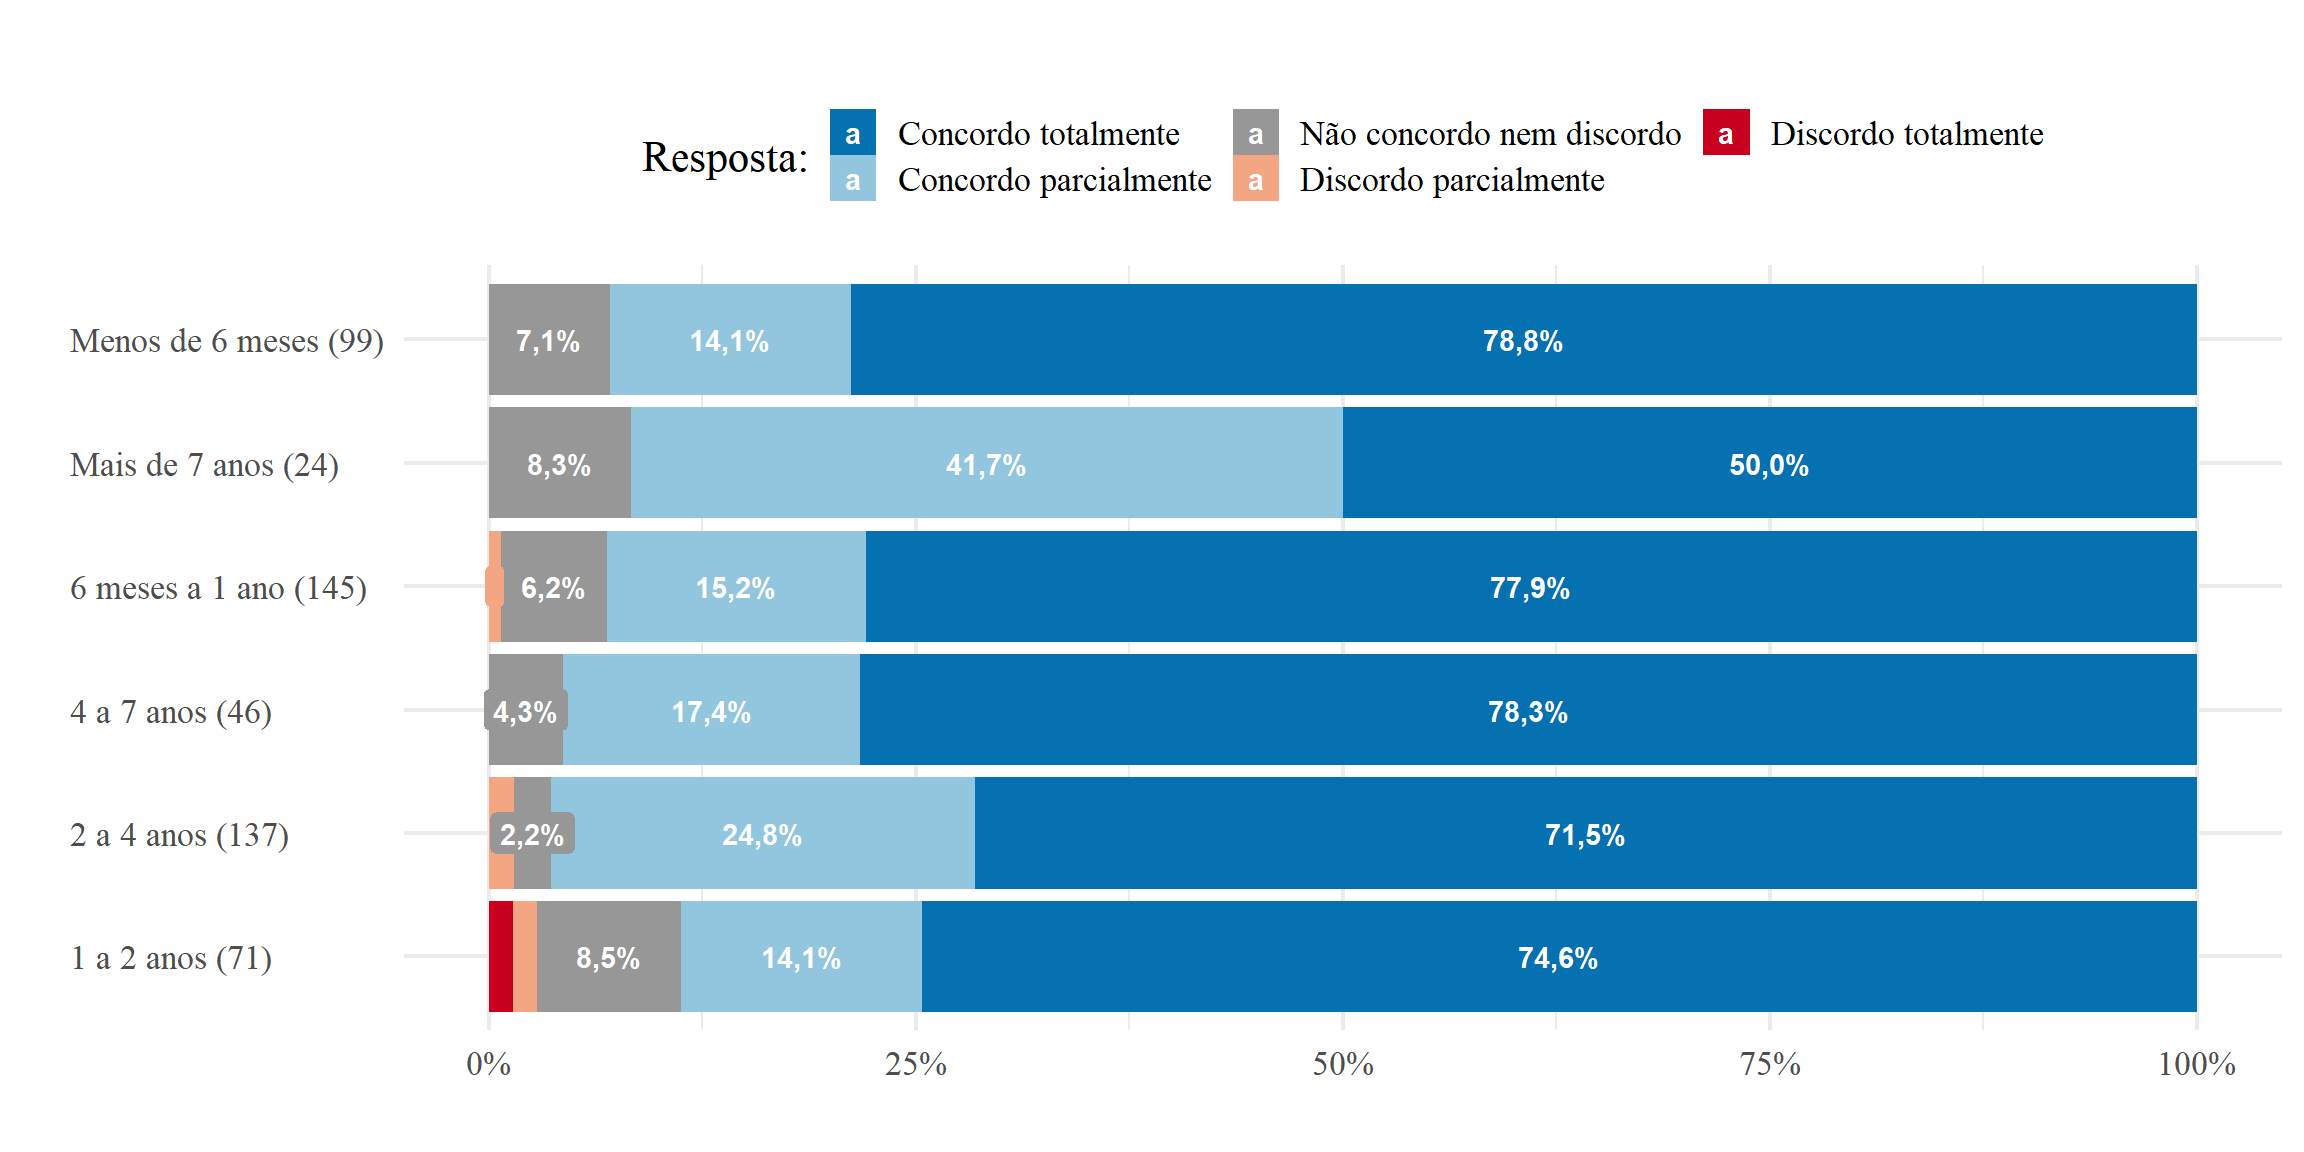 Resposta:
a Concordo totalmente
a Concordo parcialmente
a Não concordo nem discordo
a Discordo parcialmente
a Discordo totalmente
Menos de 6 meses (99) 7,1% 14,1% 78,8%
Mais de 7 anos (24) 8,3% 41,7% 50,0%
6 meses a 1 ano (145) 6,2% 15,2% 77,9%
4 a 7 anos (46) 4,3% 17,4% 78,3%
2 a 4 anos (137) 2,2% 24,8% 71,5%
1 a 2 anos (71) 8,5% 14,1% 74,6%
0% 25% 50% 75% 100%